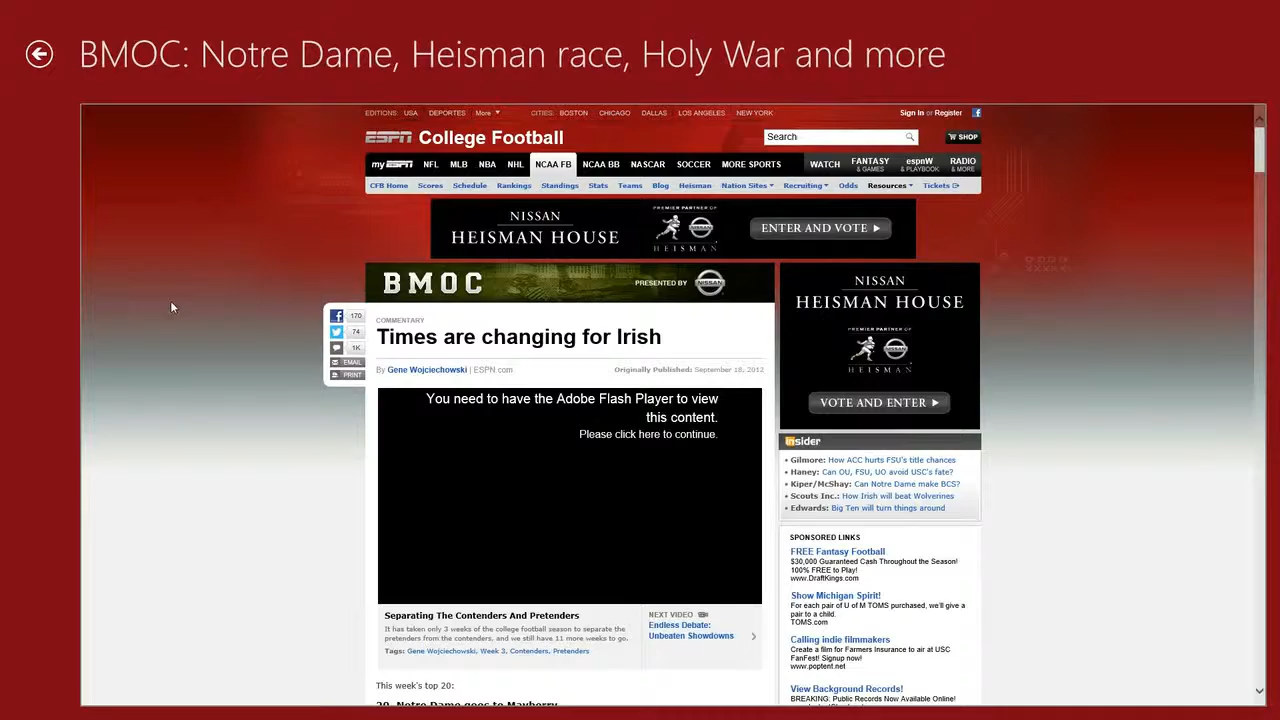 BMOC: Notre Dame, Heisman race, Holy War and more
EDITIONS: USA DEPORTES More CITIES: BOSTON CHICAGO DALLAS LOS ANGELES NEW YORK Sign In or Register
ESPN College Football
Search
SHOP
myESPN NFL MLB NBA NHL NCAA FB NCAA BB NASCAR SOCCER MORE SPORTS WATCH FANTASY & GAMES espnW & PLAYBOOK RADIO & MORE
CFB Home Scores Schedule Rankings Standings Stats Teams Blog Heisman Nation Sites Recruiting Odds Resources Tickets
NISSAN
HEISMAN HOUSE
PREMIER PARTNER OF
HEISMAN
ENTER AND VOTE
BMOC
PRESENTED BY NISSAN
170
74
1K
EMAIL
PRINT
COMMENTARY
Times are changing for Irish
By Gene Wojciechowski | ESPN.com
Originally Published: September 18, 2012
You need to have the Adobe Flash Player to view
this content.
Please click here to continue.
Separating The Contenders And Pretenders
It has taken only 3 weeks of the college football season to separate the
pretenders from the contenders, and we still have 11 more weeks to go.
Tags: Gene Wojciechowski, Week 3, Contenders, Pretenders
NEXT VIDEO
Endless Debate:
Unbeaten Showdowns
This week's top 20:
20. Notre Dame goes to Mayberry
NISSAN
HEISMAN HOUSE
PREMIER PARTNER OF
HEISMAN
VOTE AND ENTER
insider
• Gilmore: How ACC hurts FSU's title chances
• Haney: Can OU, FSU, UO avoid USC's fate?
• Kiper/McShay: Can Notre Dame make BCS?
• Scouts Inc.: How Irish will beat Wolverines
• Edwards: Big Ten will turn things around
SPONSORED LINKS
FREE Fantasy Football
$30,000 Guaranteed Cash Throughout the Season!
100% FREE to Play!
www.DraftKings.com
Show Michigan Spirit!
For each pair of U of M TOMS purchased, we'll give a
pair to a child.
TOMS.com
Calling indie filmmakers
Create a film for Farmers Insurance to air at USC
FanFest! Signup now!
www.poptent.net
View Background Records!
BREAKING: Public Records Now Available Online!